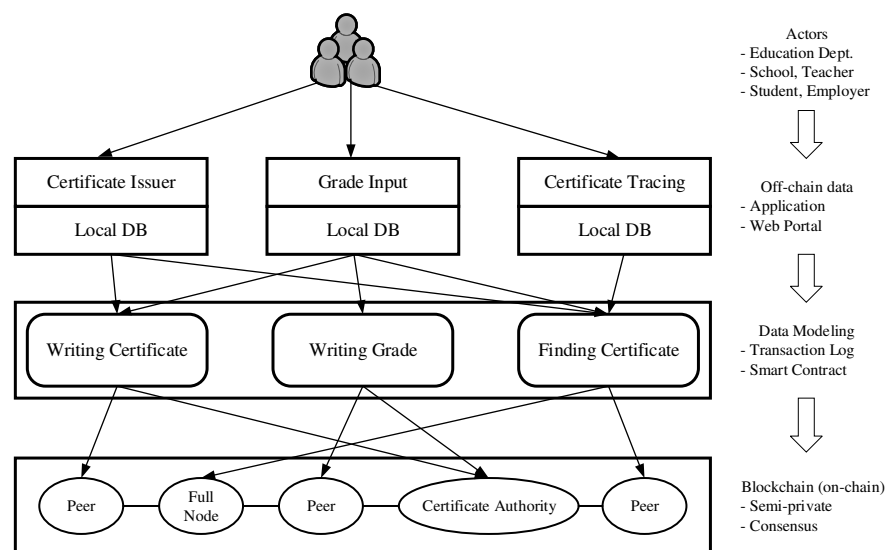 Actors
- Education Dept.
- School, Teacher
- Student, Employer
Certificate Issuer
Grade Input
Certificate Tracing
Local DB
Local DB
Local DB
Off-chain data
- Application
- Web Portal
Writing Certificate
Writing Grade
Finding Certificate
Data Modeling
- Transaction Log
- Smart Contract
Peer
Full
Node
Peer
Certificate Authority
Peer
Blockchain (on-chain)
- Semi-private
- Consensus